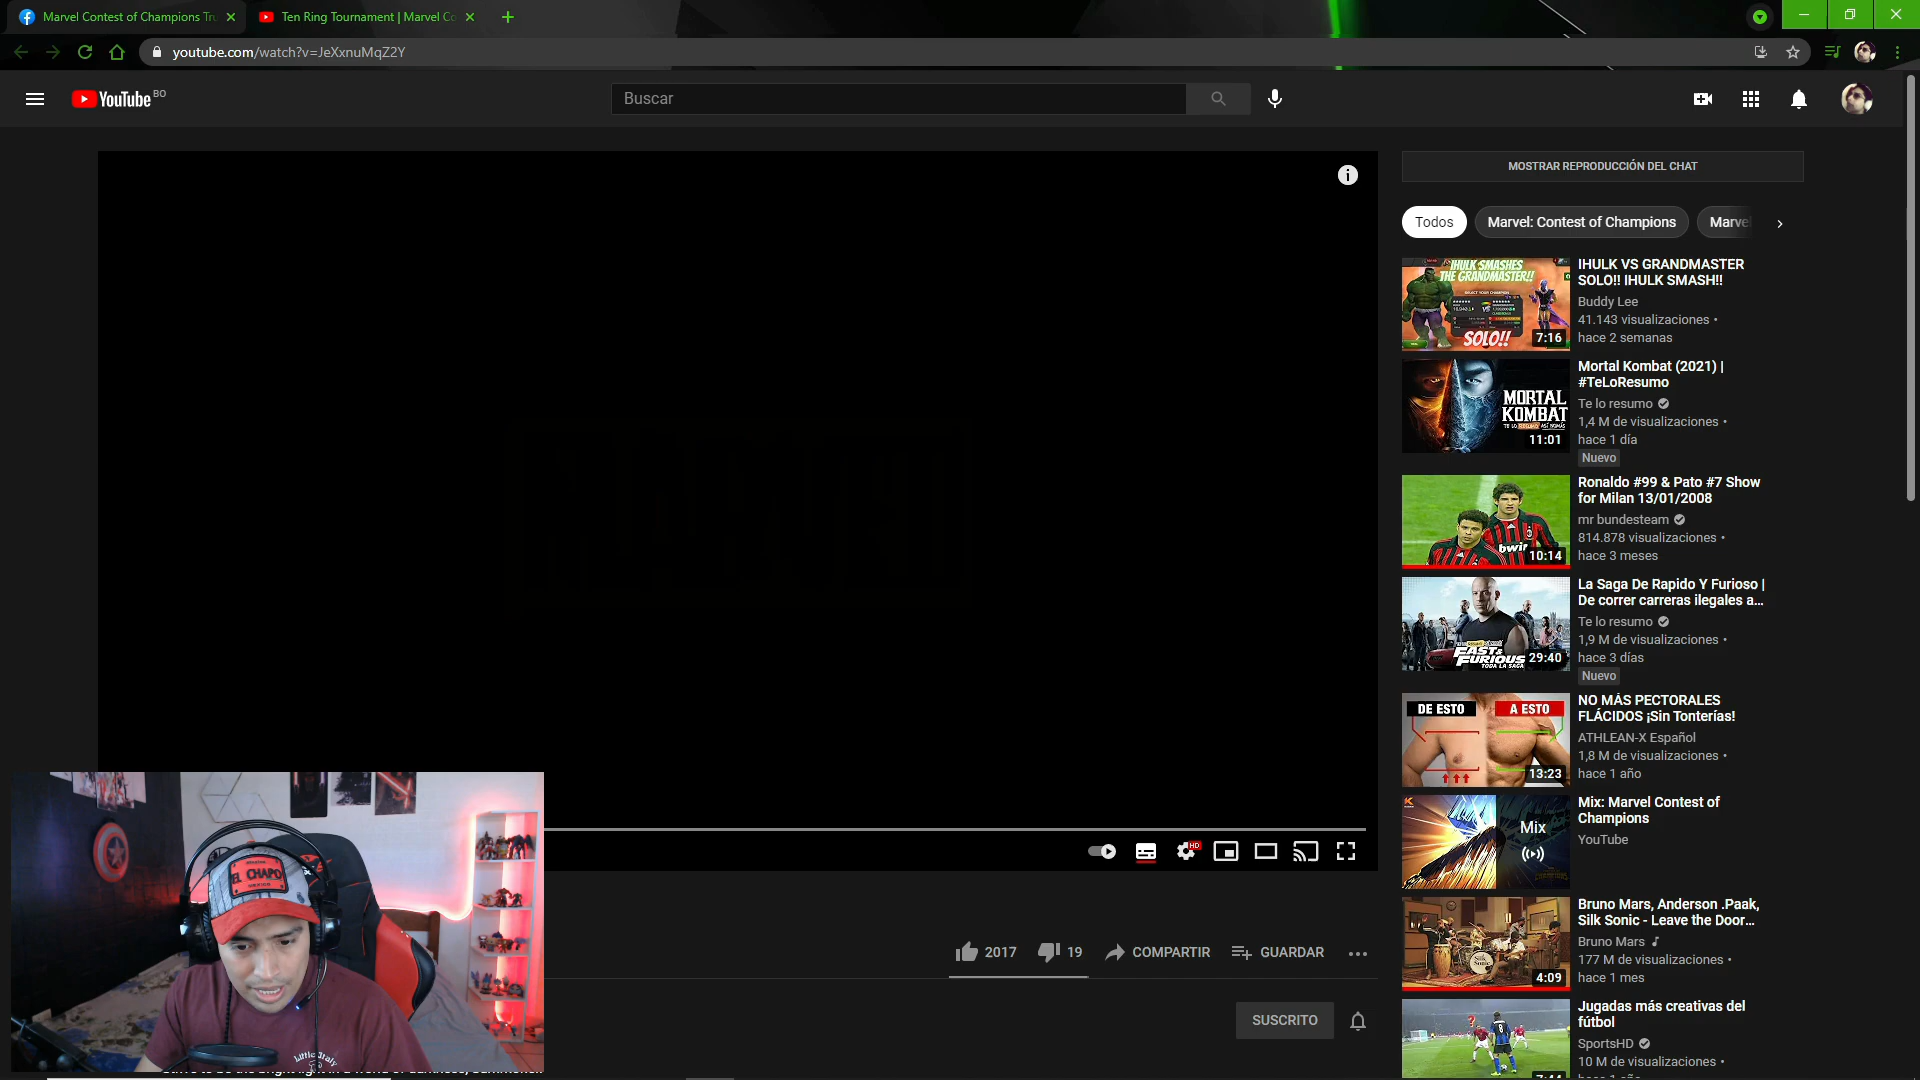 Marvel Contest of Champions Tru
Ten Ring Tournament | Marvel Co
youtube.com/watch?v=JeXxnuMqZ2Y
YouTube BO
Buscar
MOSTRAR REPRODUCCIÓN DEL CHAT
Todos
Marvel: Contest of Champions
Marvel
IHULK SMASHES
THE GRANDMASTER!!
SOLO!!
7:16
IHULK VS GRANDMASTER
SOLO!! IHULK SMASH!!
Buddy Lee
41.143 visualizaciones •
hace 2 semanas
MORTAL
KOMBAT
11:01
Mortal Kombat (2021) |
#TeLoResumo
Te lo resumo
1,4 M de visualizaciones •
hace 1 día
Nuevo
bwin
10:14
Ronaldo #99 & Pato #7 Show
for Milan 13/01/2008
mr bundesteam
814.878 visualizaciones •
hace 3 meses
FAST &
FURIOUS
TODA LA SAGA
29:40
La Saga De Rapido Y Furioso |
De correr carreras ilegales a...
Te lo resumo
1,9 M de visualizaciones •
hace 3 días
Nuevo
DE ESTO
A ESTO
13:23
NO MÁS PECTORALES
FLÁCIDOS ¡Sin Tonterías!
ATHLEAN-X Español
1,8 M de visualizaciones •
hace 1 año
Mix
Mix: Marvel Contest of
Champions
YouTube
4:09
Bruno Mars, Anderson .Paak,
Silk Sonic - Leave the Door...
Bruno Mars
177 M de visualizaciones •
hace 1 mes
Jugadas más creativas del
fútbol
SportsHD
10 M de visualizaciones •
HD
2017
19
COMPARTIR
GUARDAR
SUSCRITO
EL CHAPO
Little Italy